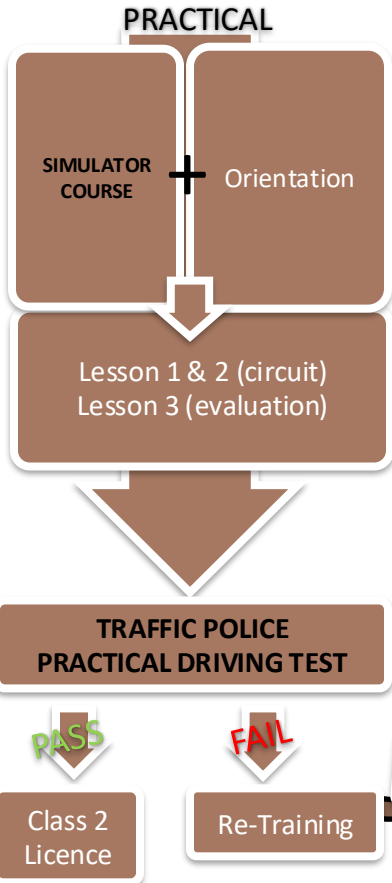 PRACTICAL
SIMULATOR
COURSE
+
Orientation
Lesson 1 & 2 (circuit)
Lesson 3 (evaluation)
TRAFFIC POLICE
PRACTICAL DRIVING TEST
PASS
FAIL
Class 2
Licence
Re-Training